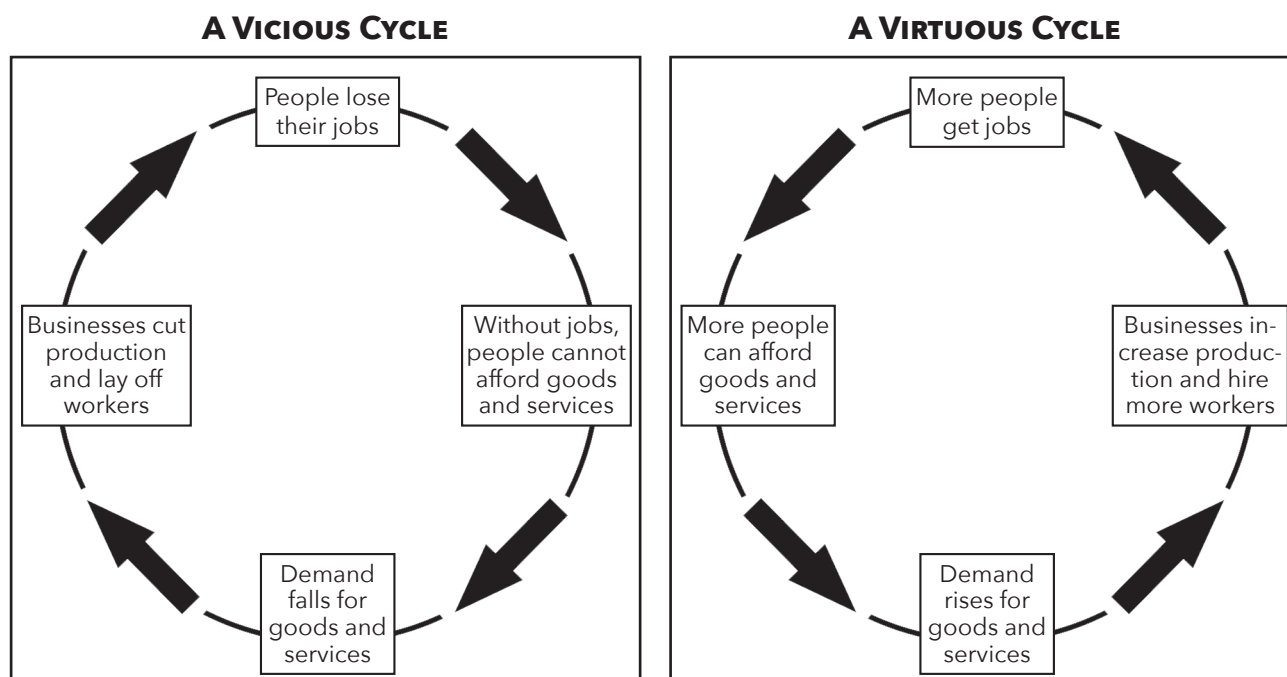 A VICIOUS CYCLE
People lose
their jobs
Without jobs,
people cannot
afford goods
and services
Demand
falls for
goods and
services
Businesses cut
production
and lay off
workers
A VIRTUOUS CYCLE
More people
get jobs
More people
can afford
goods and
services
Demand
rises for
goods and
services
Businesses in-
crease produc-
tion and hire
more workers